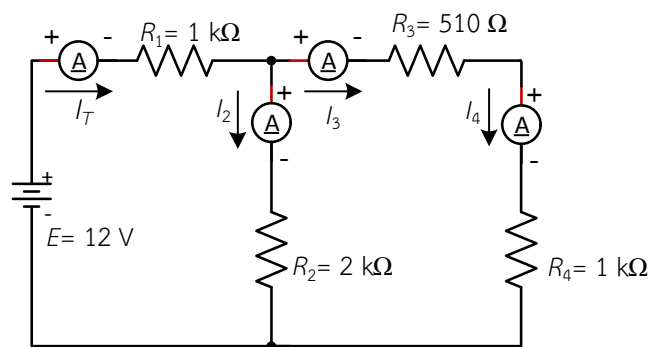 + A - R1= 1 kΩ + A - R3= 510 Ω
IT I2 + A - I3 I4 + A -
+ - E= 12 V
R2= 2 kΩ R4= 1 kΩ